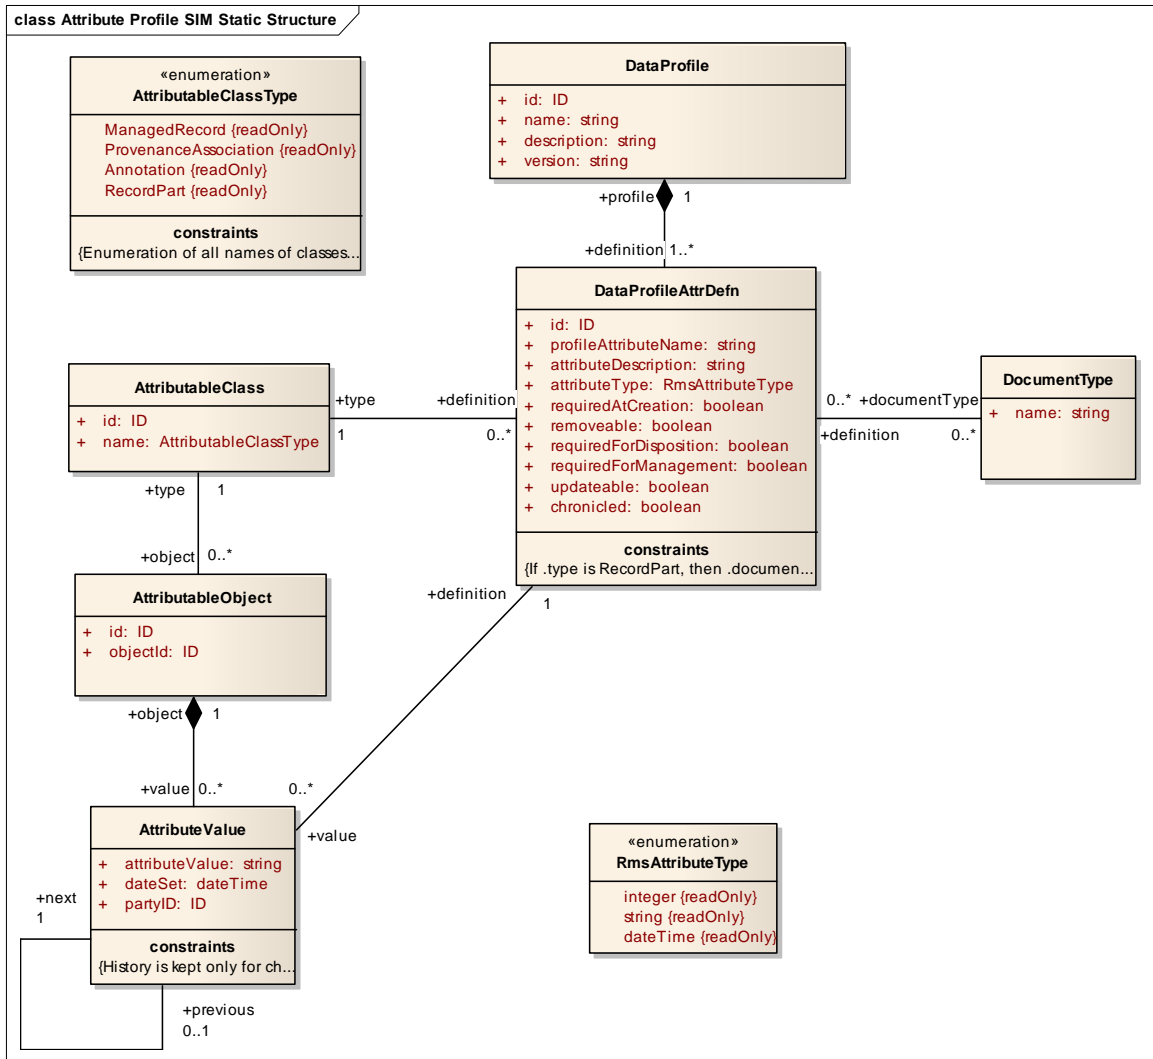 class Attribute Profile SIM Static Structure
«enumeration»
AttributableClassType
ManagedRecord {readOnly}
ProvenanceAssociation {readOnly}
Annotation {readOnly}
RecordPart {readOnly}
constraints
{Enumeration of all names of classes...
DataProfile
+ id: ID
+ name: string
+ description: string
+ version: string
+profile 1
+definition 1..*
DataProfileAttrDefn
+ id: ID
+ profileAttributeName: string
+ attributeDescription: string
+ attributeType: RmsAttributeType
+ requiredAtCreation: boolean
+ removeable: boolean
+ requiredForDisposition: boolean
+ requiredForManagement: boolean
+ updateable: boolean
+ chronicled: boolean
constraints
{If .type is RecordPart, then .documen...
AttributableClass
+ id: ID
+ name: AttributableClassType
+type
1
+definition
0..*
0..* +documentType
+definition 0..*
DocumentType
+ name: string
+type 1
+object 0..*
AttributableObject
+ id: ID
+ objectId: ID
+definition
1
+object 1
+value 0..*
0..*
+value
AttributeValue
+ attributeValue: string
+ dateSet: dateTime
+ partyID: ID
constraints
{History is kept only for ch...
+next
1
+previous
0..1
«enumeration»
RmsAttributeType
integer {readOnly}
string {readOnly}
dateTime {readOnly}